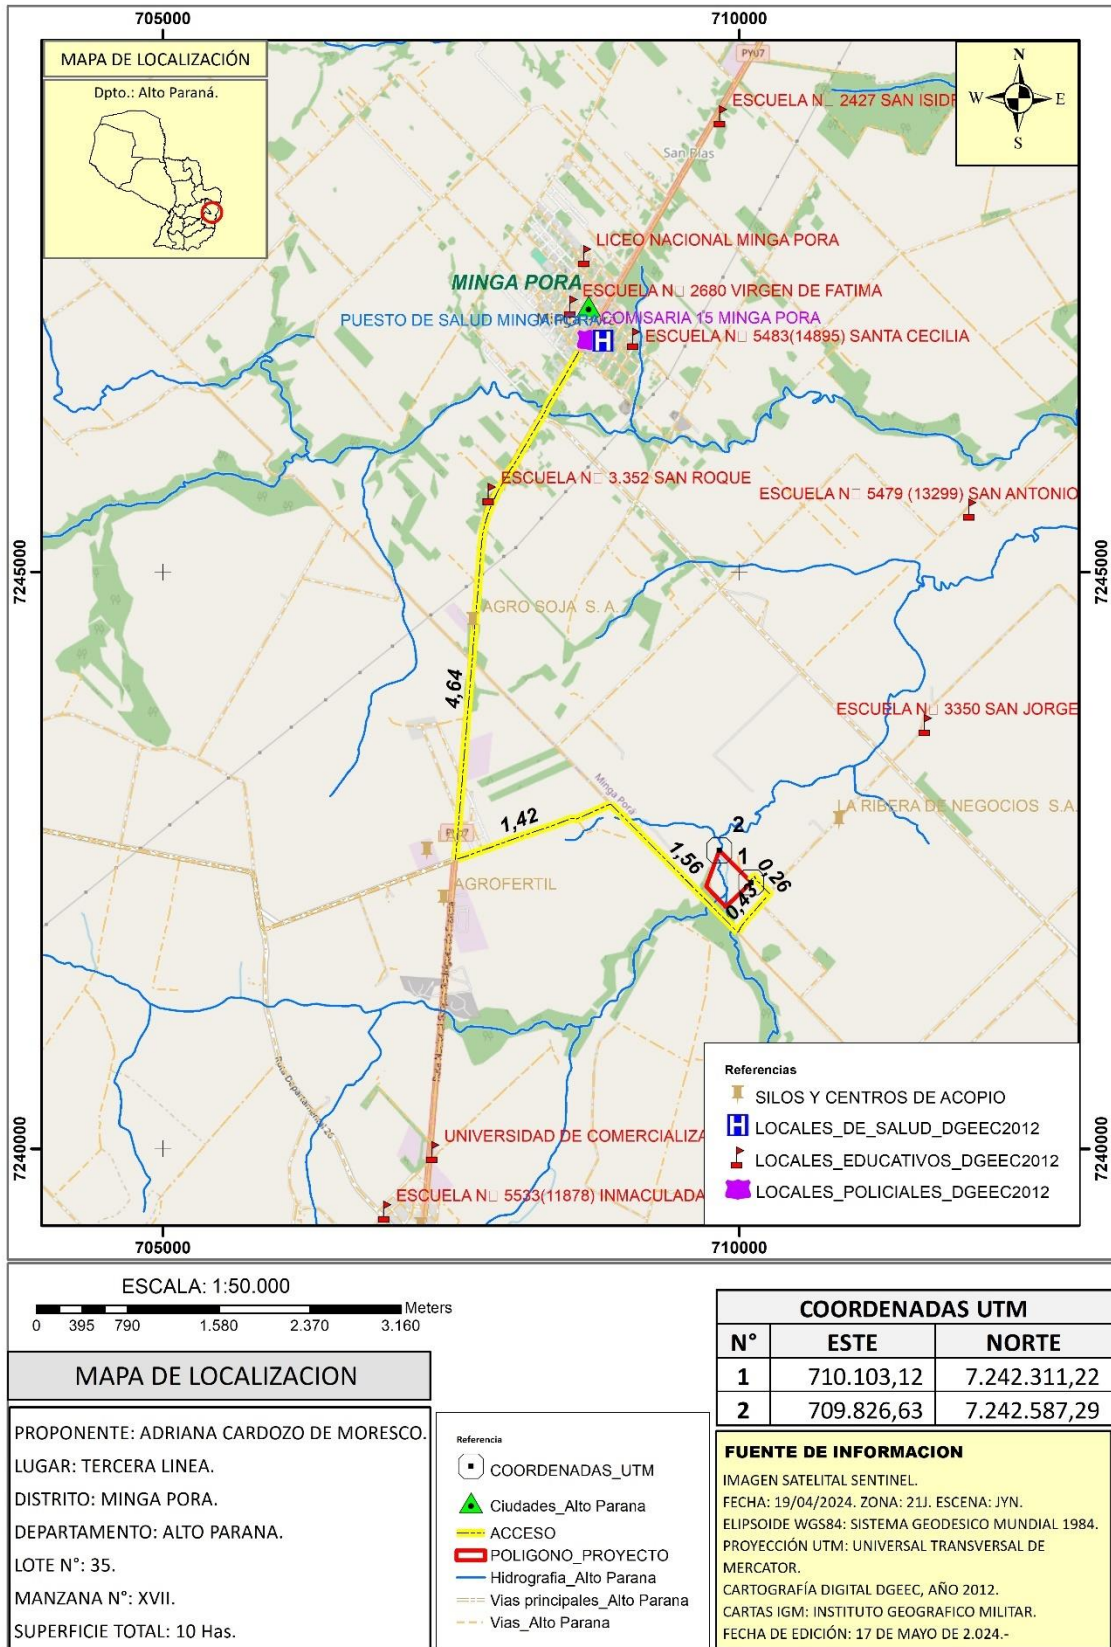 705000
710000
MAPA DE LOCALIZACIÓN
Dpto.: Alto Paraná.
N
W
E
S
PY07
ESCUELA N□ 2427 SAN ISIDR
San Blas
LICEO NACIONAL MINGA PORA
MINGA PORA
ESCUELA N□ 2680 VIRGEN DE FATIMA
COMISARIA 15 MINGA PORA
PUESTO DE SALUD MINGA PORA
H
ESCUELA N□ 5483(14895) SANTA CECILIA
ESCUELA N□ 3.352 SAN ROQUE
ESCUELA N□ 5479 (13299) SAN ANTONIO
7245000
7245000
AGRO SOJA S. A.
4,64
ESCUELA N□ 3350 SAN JORGE
Minga Porá
LA RIBERA DE NEGOCIOS S.A.
1,42
PY07
2
1
1,56
0,26
0,43
AGROFERTIL
Ruta Departamental 26
7240000
7240000
UNIVERSIDAD DE COMERCIALIZA
ESCUELA N□ 5533(11878) INMACULADA
Referencias
SILOS Y CENTROS DE ACOPIO
H LOCALES_DE_SALUD_DGEEC2012
LOCALES_EDUCATIVOS_DGEEC2012
LOCALES_POLICIALES_DGEEC2012
705000
710000
ESCALA: 1:50.000
Meters
0 395 790 1.580 2.370 3.160
MAPA DE LOCALIZACION
PROPONENTE: ADRIANA CARDOZO DE MORESCO.
LUGAR: TERCERA LINEA.
DISTRITO: MINGA PORA.
DEPARTAMENTO: ALTO PARANA.
LOTE N°: 35.
MANZANA N°: XVII.
SUPERFICIE TOTAL: 10 Has.
Referencia
COORDENADAS_UTM
Ciudades_Alto Parana
ACCESO
POLIGONO_PROYECTO
Hidrografia_Alto Parana
Vias principales_Alto Parana
Vias_Alto Parana
COORDENADAS UTM
N° ESTE NORTE
1 710.103,12 7.242.311,22
2 709.826,63 7.242.587,29
FUENTE DE INFORMACION
IMAGEN SATELITAL SENTINEL.
FECHA: 19/04/2024. ZONA: 21J. ESCENA: JYN.
ELIPSOIDE WGS84: SISTEMA GEODESICO MUNDIAL 1984.
PROYECCIÓN UTM: UNIVERSAL TRANSVERSAL DE
MERCATOR.
CARTOGRAFÍA DIGITAL DGEEC, AÑO 2012.
CARTAS IGM: INSTITUTO GEOGRAFICO MILITAR.
FECHA DE EDICIÓN: 17 DE MAYO DE 2.024.-